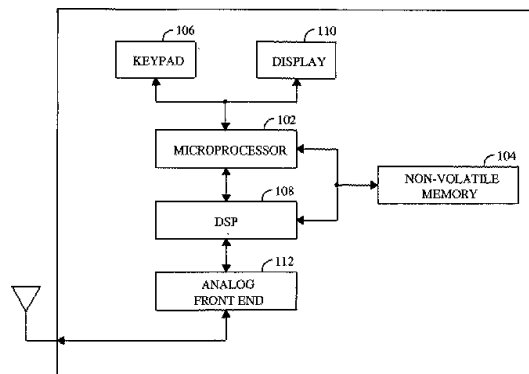 106
110
KEYPAD
DISPLAY
102
MICROPROCESSOR
104
NON-VOLATILE
MEMORY
108
DSP
112
ANALOG
FRONT END